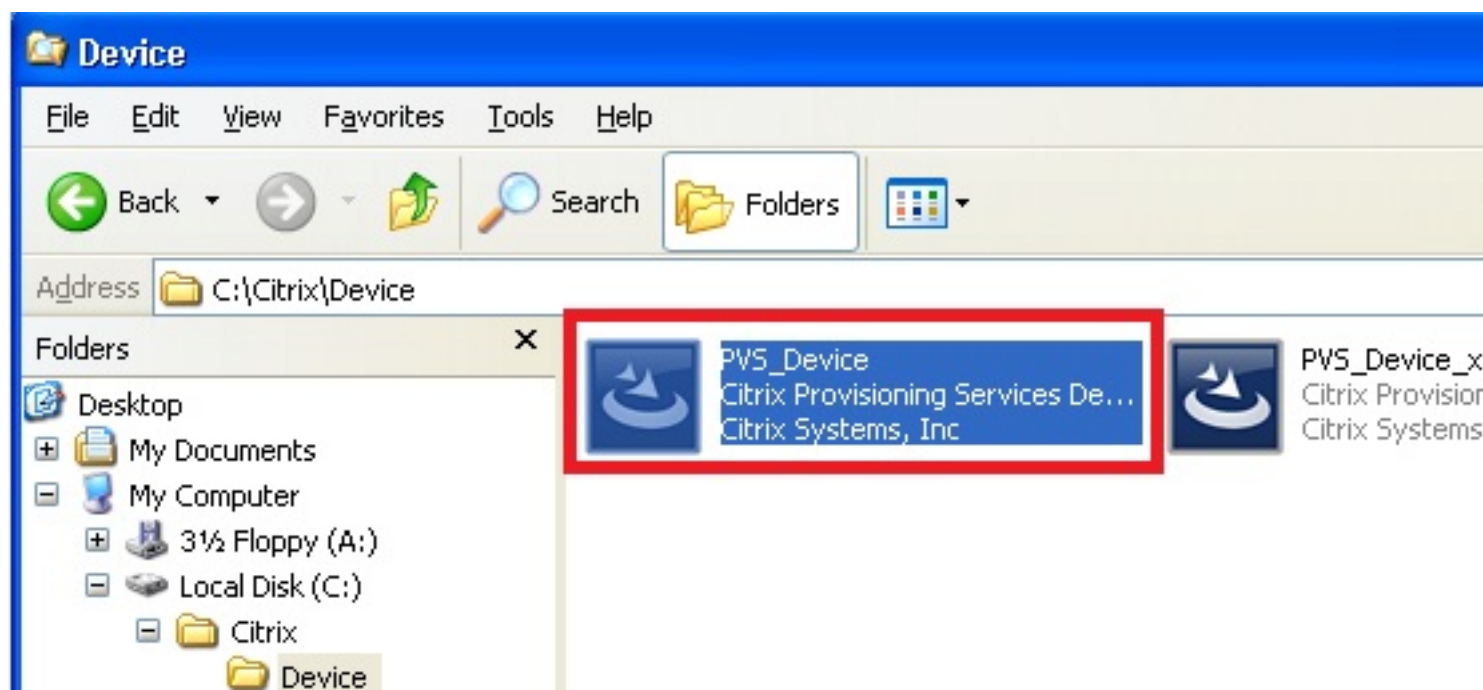 Device
File Edit View Favorites Tools Help
Back Search Folders
Address C:\Citrix\Device
Folders
PVS_Device
Citrix Provisioning Services De...
Citrix Systems, Inc
PVS_Device_x
Citrix Provision
Citrix Systems
Desktop
My Documents
My Computer
3½ Floppy (A:)
Local Disk (C:)
Citrix
Device